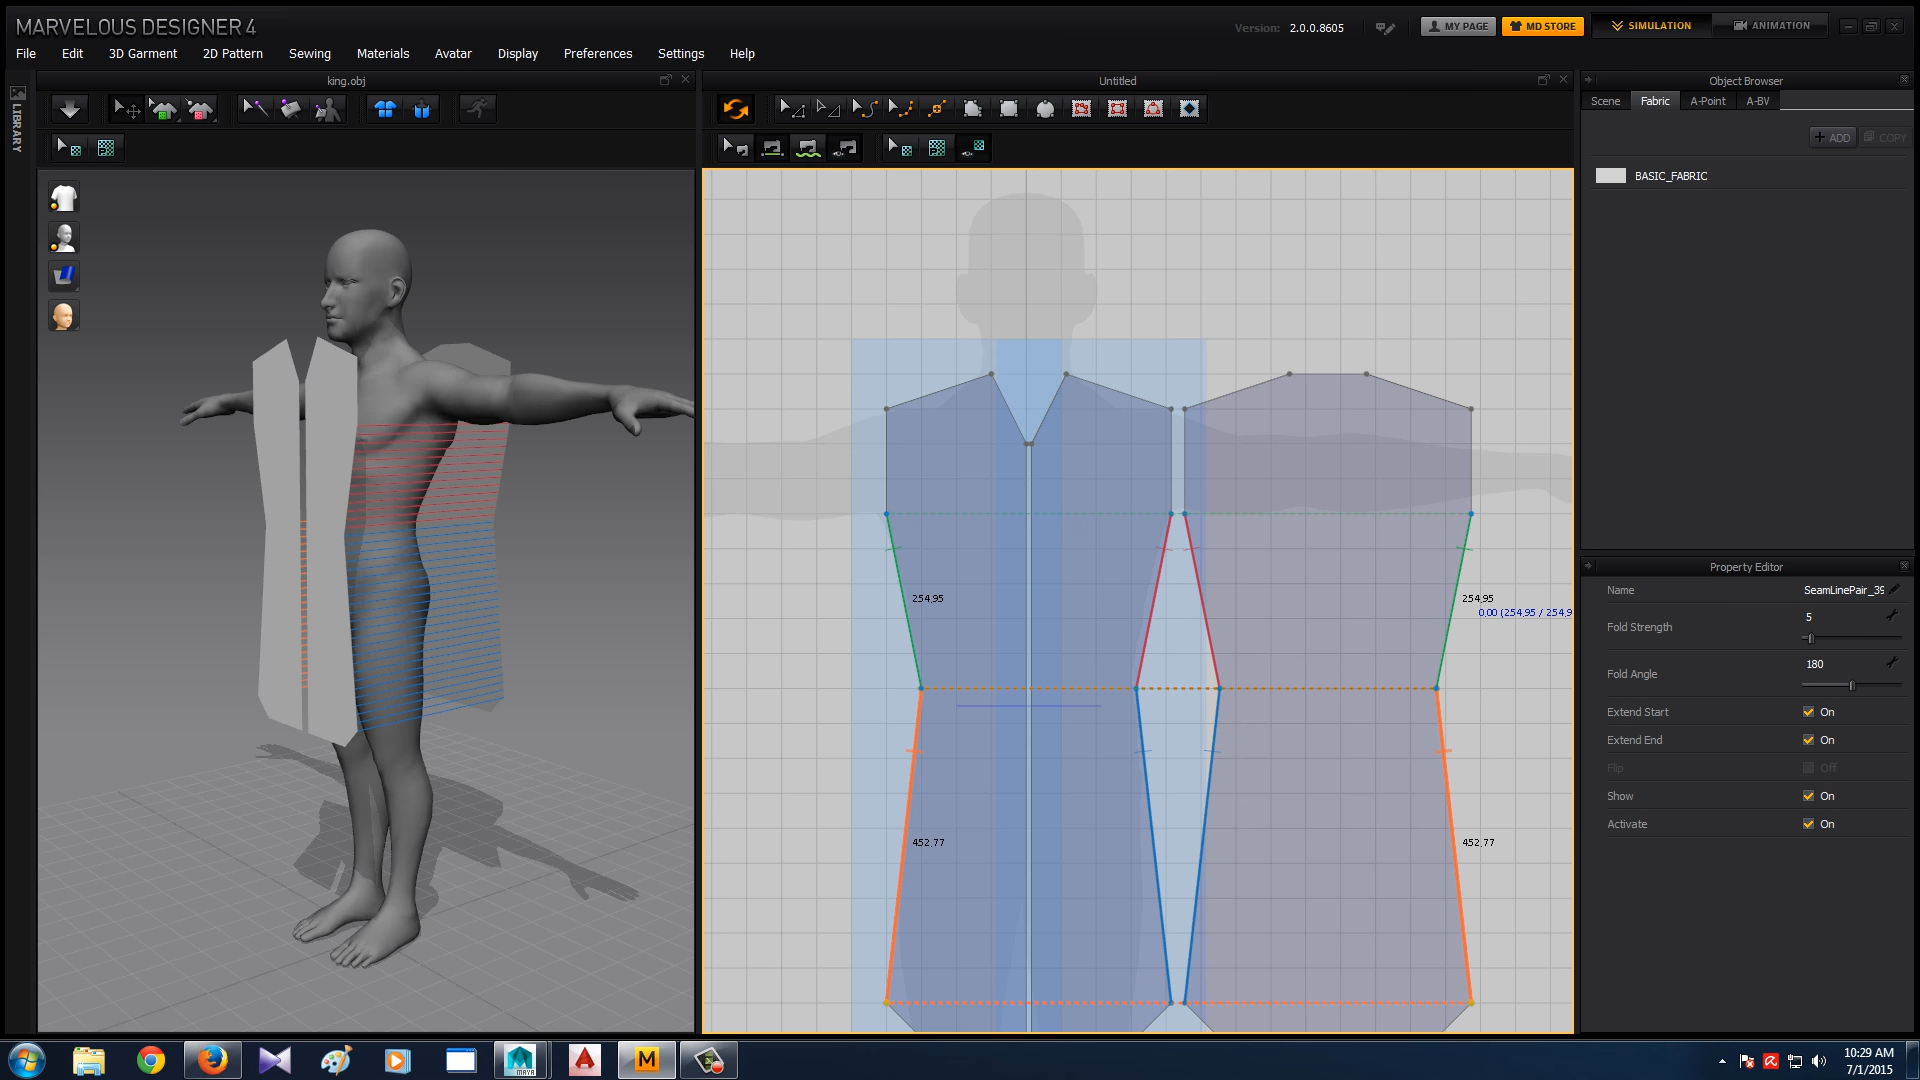 MARVELOUS DESIGNER 4
Version: 2.0.0.8605
MY PAGE
MD STORE
SIMULATION
ANIMATION
File Edit 3D Garment 2D Pattern Sewing Materials Avatar Display Preferences Settings Help
LIBRARY
king.obj
Untitled
Object Browser
Scene Fabric A-Point A-BV
+ ADD
COPY
BASIC_FABRIC
254,95
254,95
0,00 (254,95 / 254,9
452,77
452,77
Property Editor
Name SeamLinePair_39
Fold Strength 5
Fold Angle 180
Extend Start On
Extend End On
Flip Off
Show On
Activate On
MAYA
A
M
10:29 AM
7/1/2015